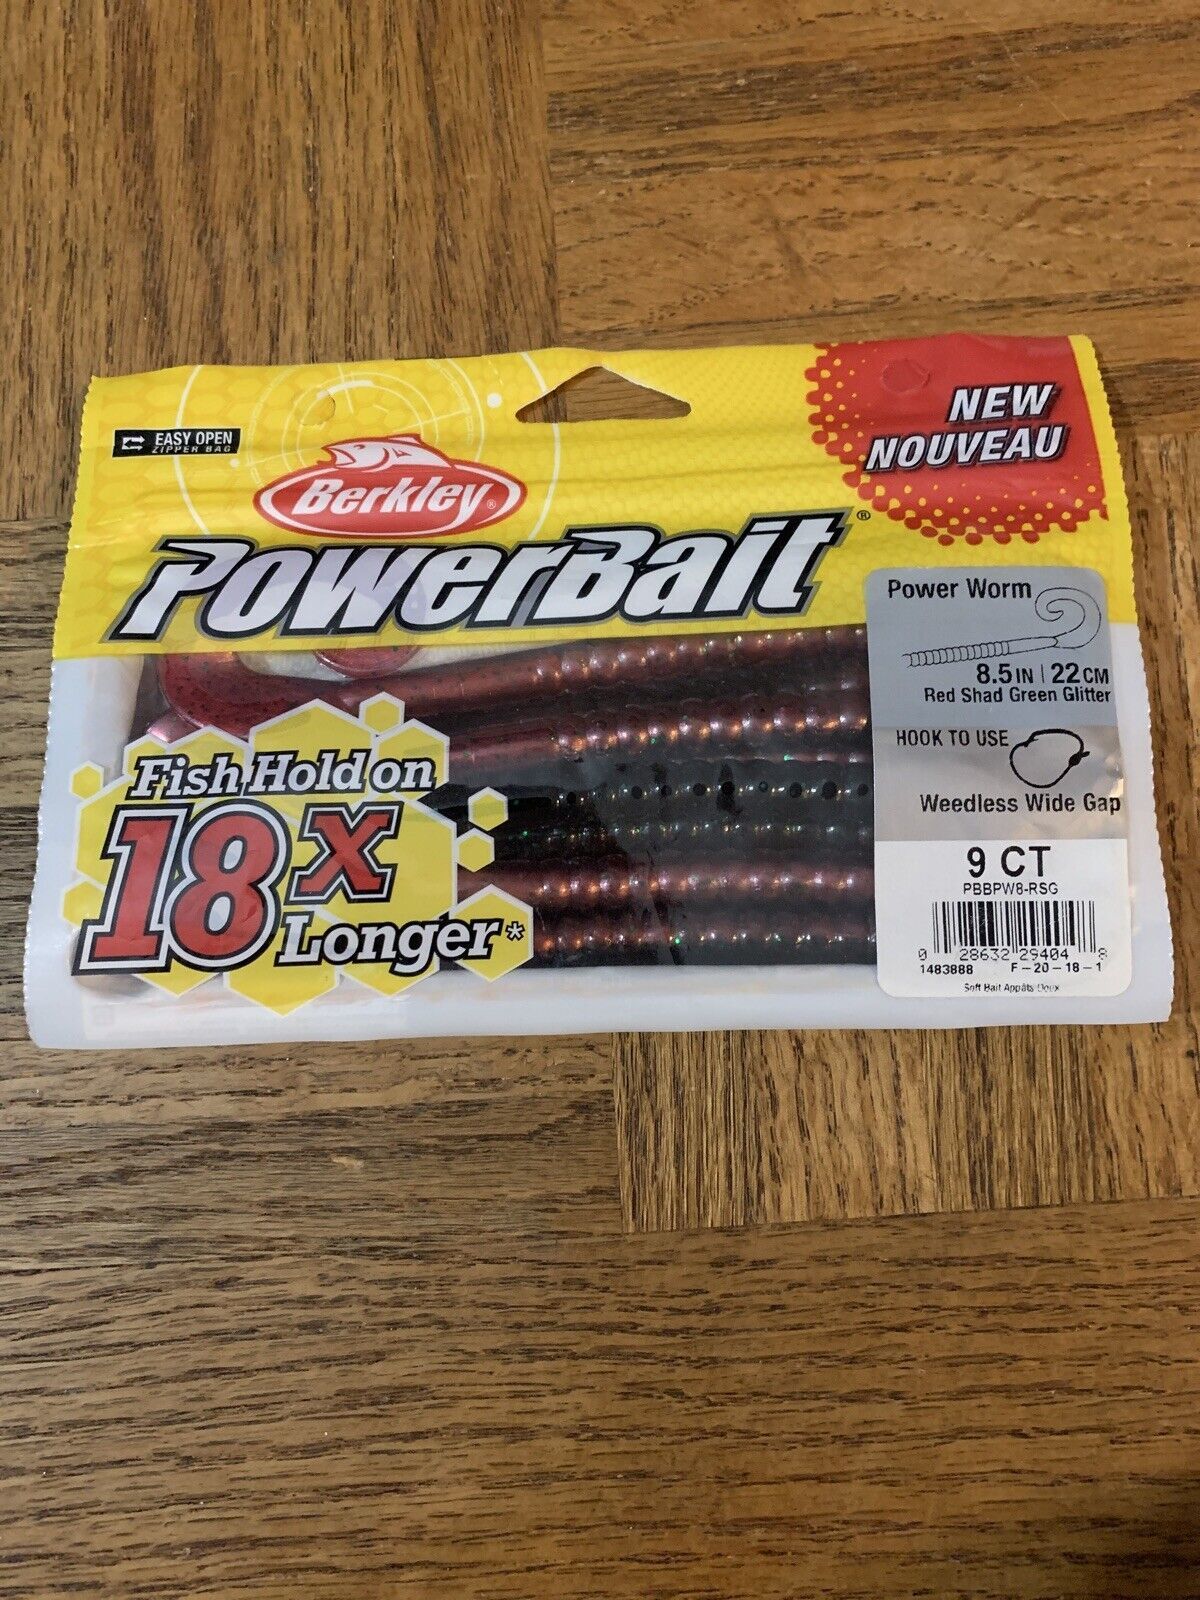 EASY OPEN
ZIPPER BAG
NEW
NOUVEAU
Berkley®
PowerBait®
Power Worm
8.5 IN | 22 CM
Red Shad Green Glitter
HOOK TO USE
Weedless Wide Gap
9 CT
PBBPW8-RSG
0 28632 29404 8
1483888 F-20-18-1
Soft Bait Appâts
Fish Hold on
18x
Longer*